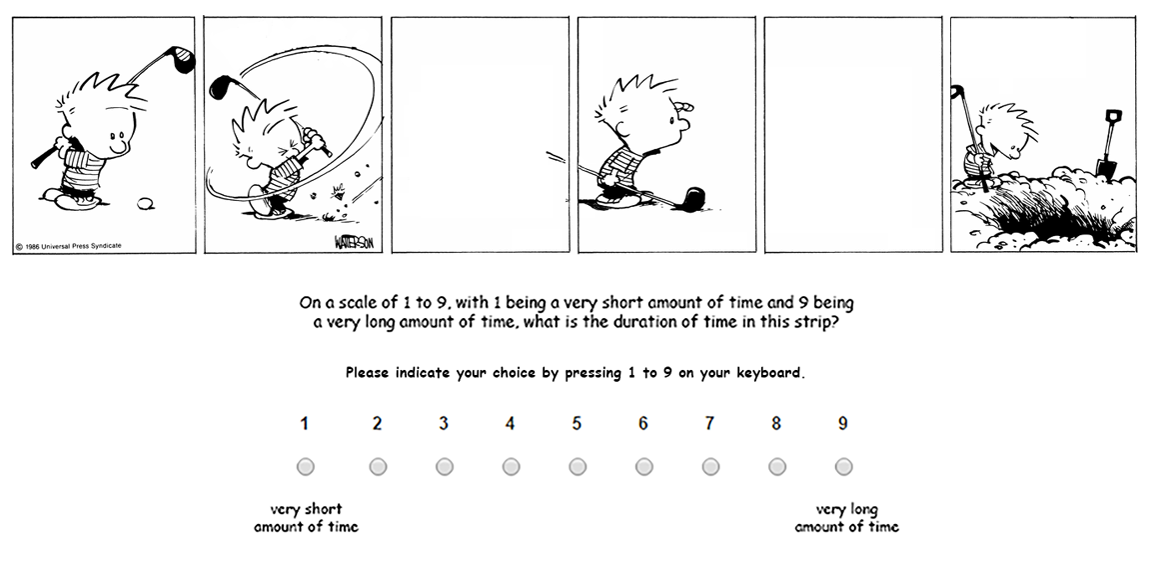 © 1986 Universal Press Syndicate
WATTERSON
On a scale of 1 to 9, with 1 being a very short amount of time and 9 being
a very long amount of time, what is the duration of time in this strip?
Please indicate your choice by pressing 1 to 9 on your keyboard.
1 2 3 4 5 6 7 8 9
very short
amount of time
very long
amount of time